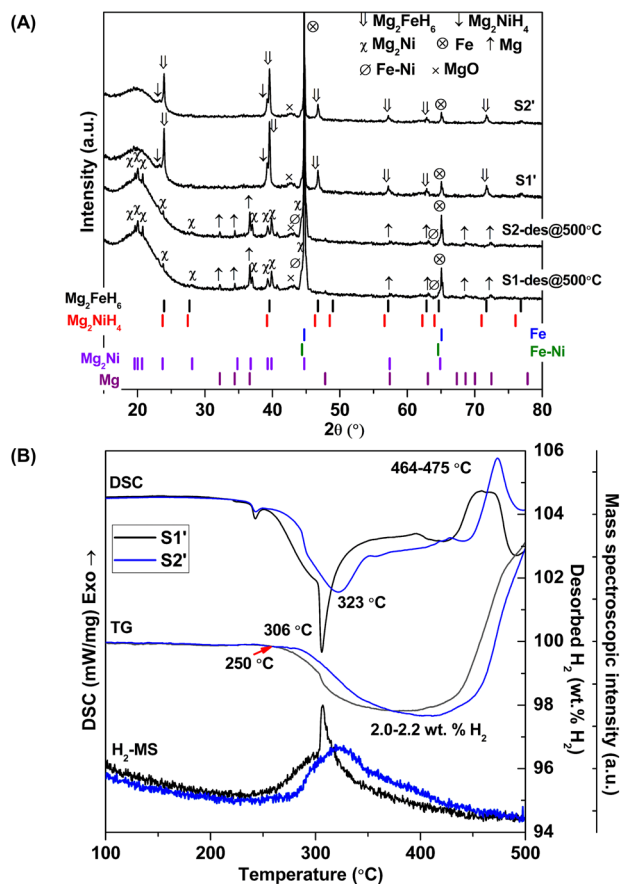 (A)
⇓ Mg₂FeH₆ ↓ Mg₂NiH₄
χ Mg₂Ni ⊗ Fe ↑ Mg
∅ Fe-Ni × MgO
S2'
S1'
S2-des@500°C
S1-des@500°C
Intensity (a.u.)
Mg₂FeH₆
Mg₂NiH₄
Fe
Fe-Ni
Mg₂Ni
Mg
20 30 40 50 60 70 80
2θ (°)
(B)
DSC
S1'
S2'
464-475 °C
323 °C
306 °C
TG
250 °C
2.0-2.2 wt. % H₂
H₂-MS
DSC (mW/mg) Exo →
106
104
102
100
98
96
94
Desorbed H₂ (wt.% H₂)
Mass spectroscopic intensity (a.u.)
100 200 300 400 500
Temperature (°C)